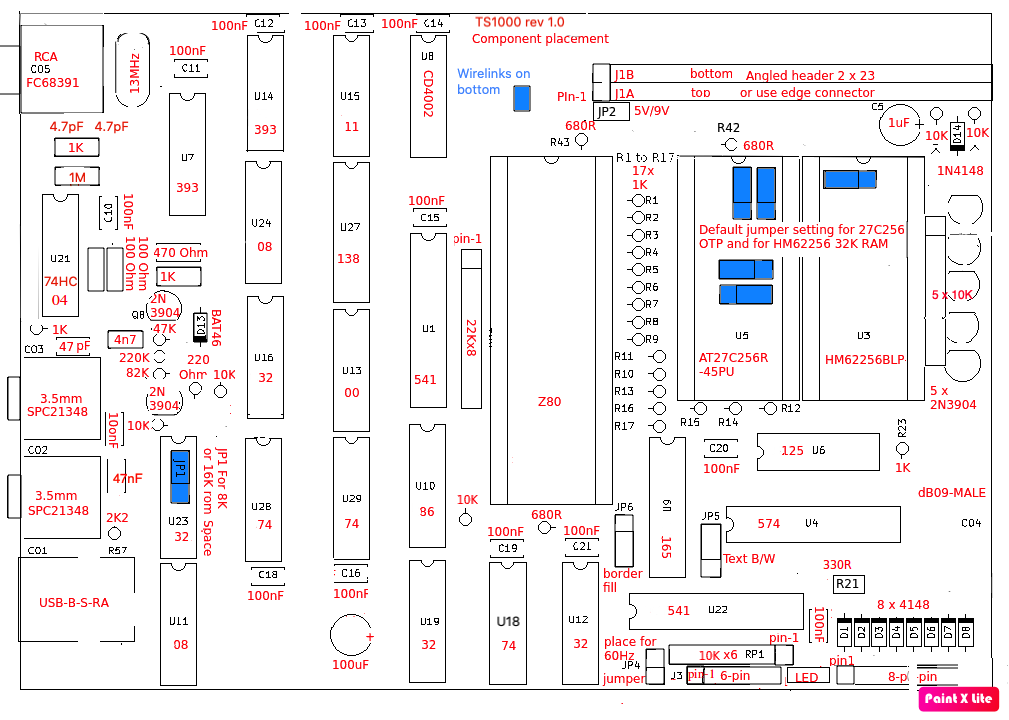 TS1000 rev 1.0
Component placement
100nF C12
100nF C13
100nF C14
RCA
C05
FC68391
13MHz
100nF
C11
U14
393
U15
11
U8
CD4002
Wirelinks on
bottom
J1B bottom Angled header 2 x 23
J1A top or use edge connector
PIn-1
JP2 5V/9V
680R
R43
R42
680R
C5
1uF +
10K
D14
10K
1N4148
4.7pF 4.7pF
1K
1M
U7
393
R1 to R17
17x
1K
R1
R2
R3
R4
R5
R6
R7
R8
R9
R11
R10
R13
R16
R17
C10
100nF
U24
08
U27
138
100nF
C15
pin-1
Default jumper setting for 27C256
OTP and for HM62256 32K RAM
U21
74HC
04
100 Ohm
100 Ohm
470 Ohm
1K
2N
3904
Q8
47K
D13
BAT46
1K
47 pF
4n7
220K
82K
220
Ohm
10K
2N
3904
10K
U16
32
U13
00
U1
541
22Kx8
Z80
U5
AT27C256R
-45PU
U3
HM62256BLP-
5 x 10K
5 x
2N3904
R15
R14
R12
C03
3.5mm
SPC21348
100nF
C02
3.5mm
SPC21348
47nF
2K2
R57
JP1
JP1 For 8K
or 16K rom Space
U23
32
U28
74
U29
74
U10
86
10K
680R
U9
165
C20
100nF
125 U6
R23
1K
dB09-MALE
C04
574 U4
JP6
border
fill
JP5
Text B/W
C01
USB-B-S-RA
U11
08
C18
100nF
C16
100nF
+
100uF
U19
32
100nF
C19
U18
74
100nF
C21
U12
32
330R
R21
541 U22
100nF
8 x 4148
D1
D2
D3
D4
D5
D6
D7
D8
place for
60Hz
JP4
jumper
10K x6 RP1
pin-1
J3
pin-1 6-pin
LED
pin1
8-pi -pin
Paint X Lite